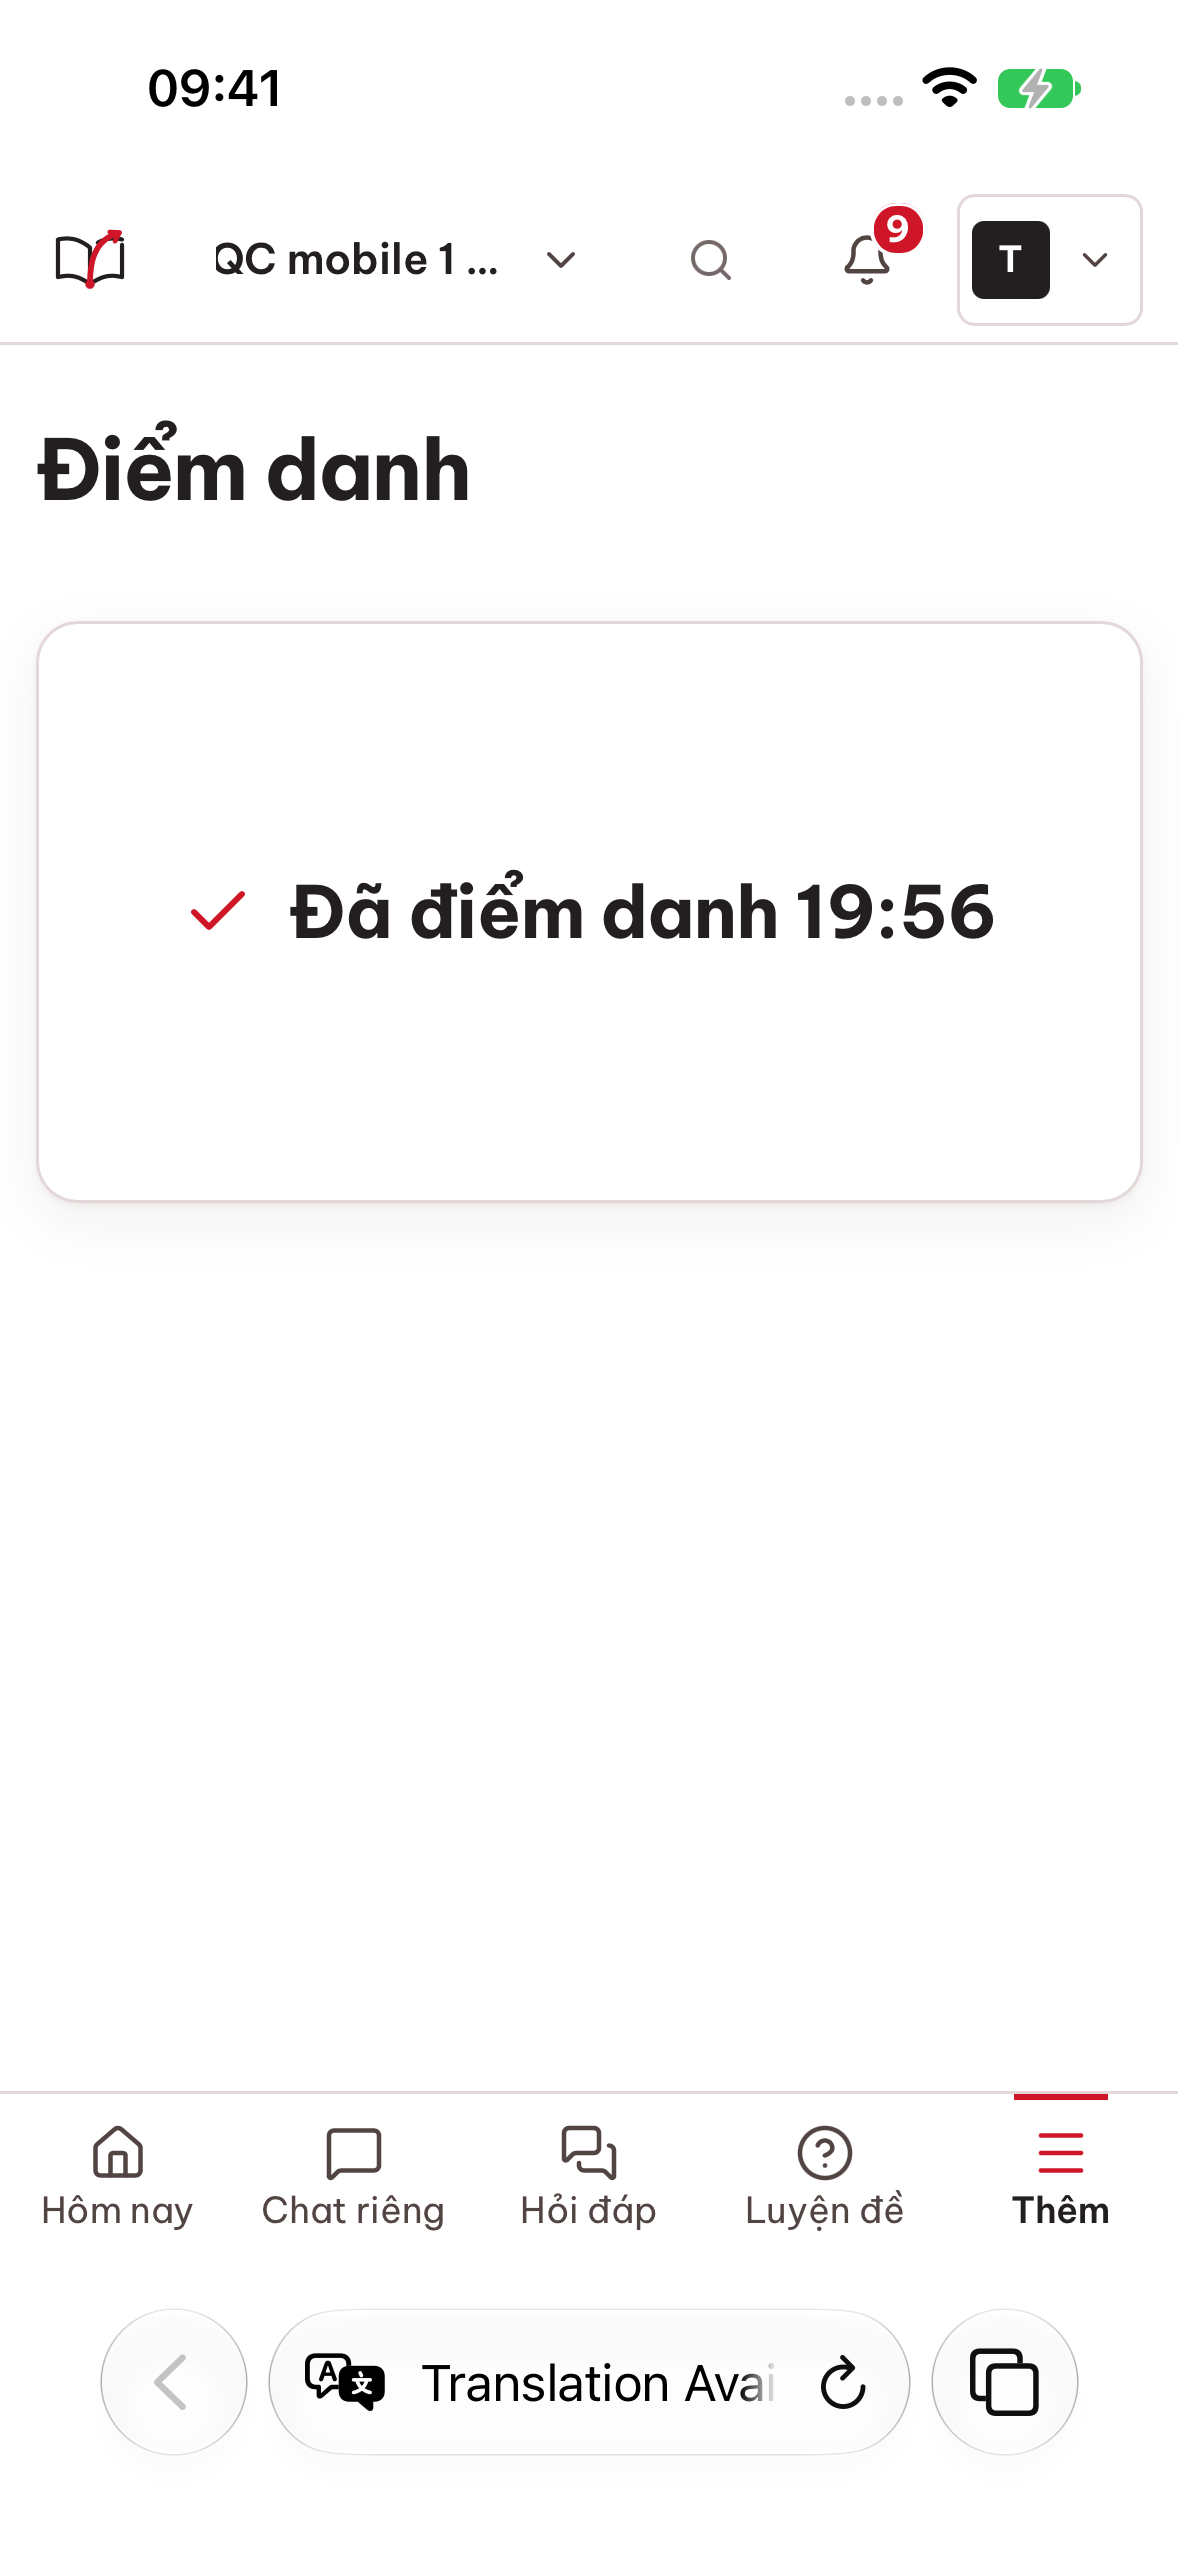 09:41
QC mobile 1 ...
9
T
Điểm danh
Đã điểm danh 19:56
Hôm nay
Chat riêng
Hỏi đáp
Luyện đề
Thêm
A 文
Translation Avai